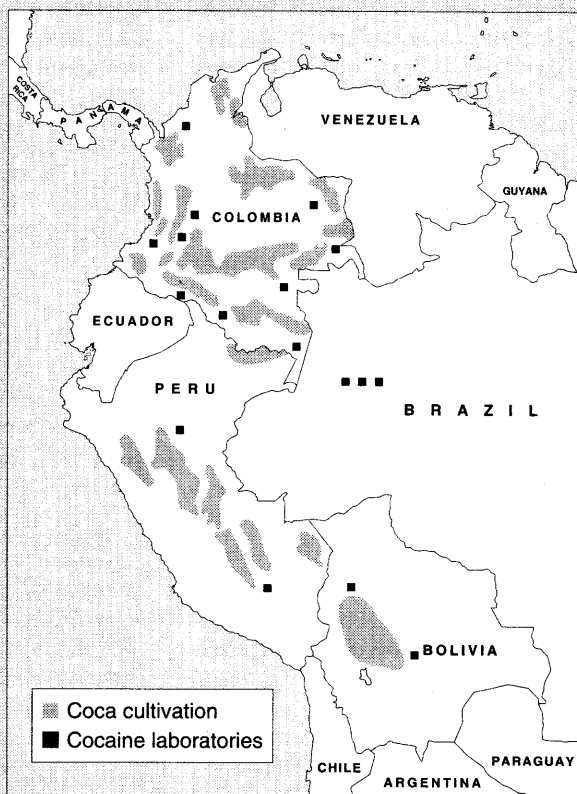 COSTA
RICA
PANAMA
VENEZUELA
GUYANA
COLOMBIA
ECUADOR
PERU
BRAZIL
BOLIVIA
Coca cultivation
Cocaine laboratories
CHILE
PARAGUAY
ARGENTINA